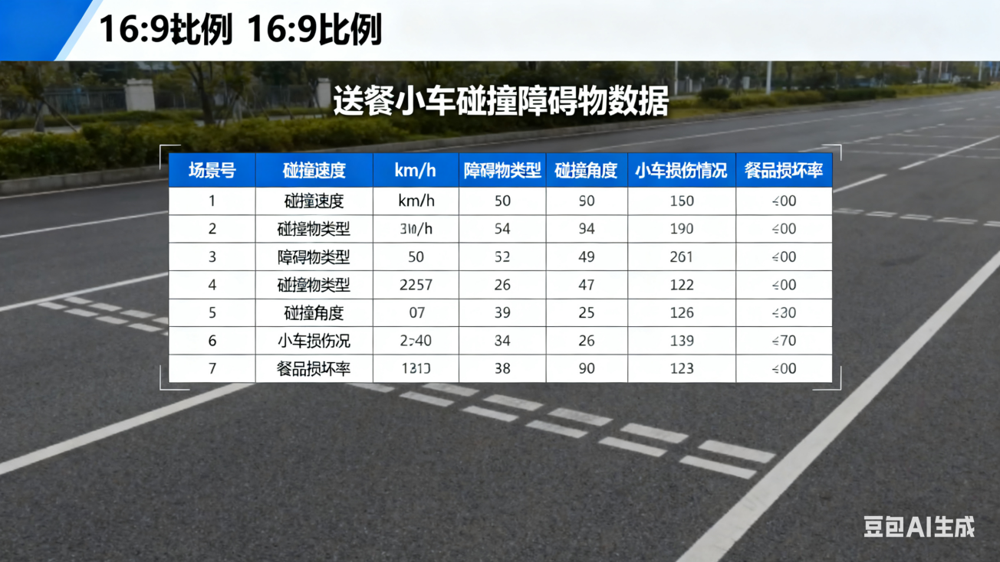 16:9比例 16:9比例
送餐小车碰撞障碍物数据
场景号 碰撞速度 km/h 障碍物类型 碰撞角度 小车损伤情况 餐品损坏率
1 碰撞速度 km/h 50 90 150 <00
2 碰撞物类型 54 94 190 <00
3 障碍物类型 50 52 49 261 <00
4 碰撞物类型 2257 26 47 122 <00
5 碰撞角度 07 39 25 126 <30
6 小车损伤况 34 26 139 <70
7 餐品损坏率 38 90 123 <00
豆包AI生成